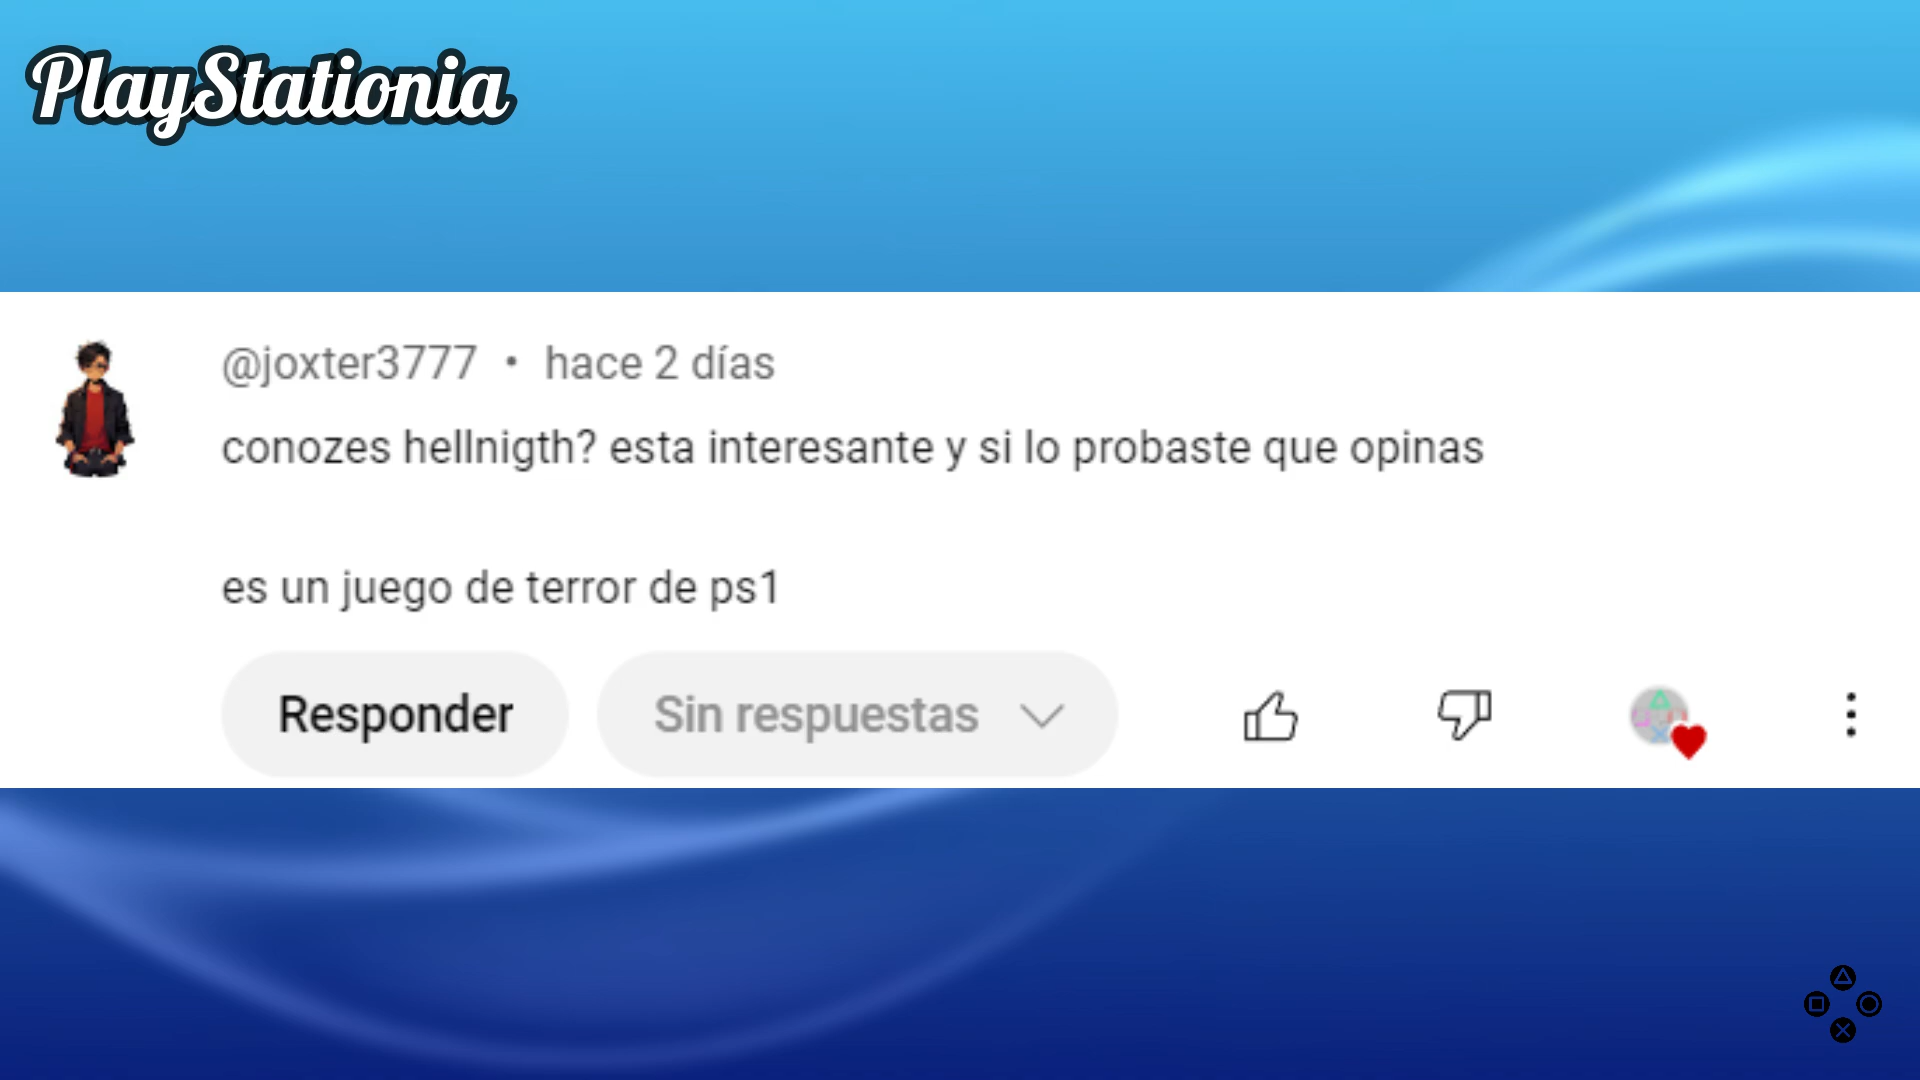 PlayStationia
@joxter3777 • hace 2 días
conozes hellnigth? esta interesante y si lo probaste que opinas
es un juego de terror de ps1
Responder
Sin respuestas